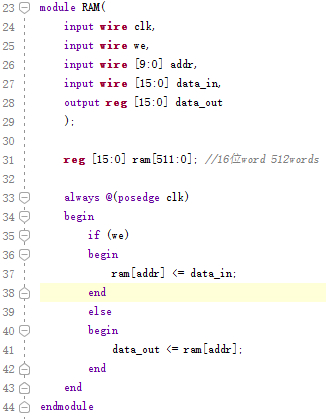 23 module RAM(
24     input wire clk,
25     input wire we,
26     input wire [9:0] addr,
27     input wire [15:0] data_in,
28     output reg [15:0] data_out
29     );
30
31     reg [15:0] ram[511:0]; //16位word 512words
32
33     always @(posedge clk)
34     begin
35         if (we)
36         begin
37             ram[addr] <= data_in;
38         end
39         else
40         begin
41             data_out <= ram[addr];
42         end
43     end
44 endmodule